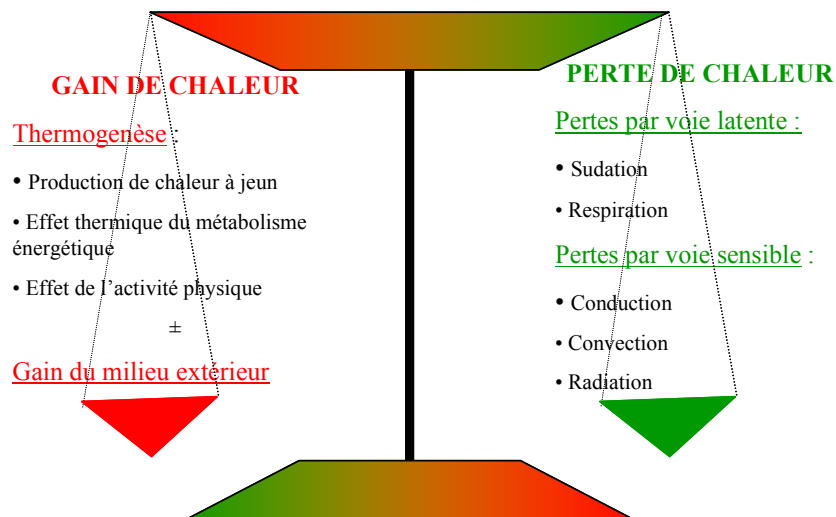 GAIN DE CHALEUR
Thermogenèse :
• Production de chaleur à jeun
• Effet thermique du métabolisme
énergétique
• Effet de l'activité physique
±
Gain du milieu extérieur
PERTE DE CHALEUR
Pertes par voie latente :
• Sudation
• Respiration
Pertes par voie sensible :
• Conduction
• Convection
• Radiation